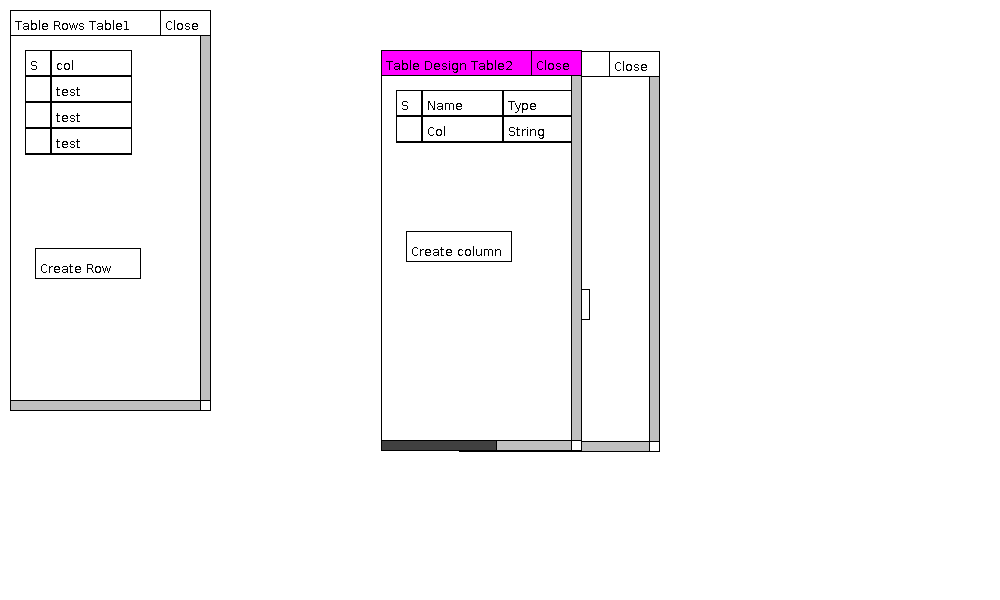 Table Rows Table1 Close
S col
test
test
test
Create Row
Table Design Table2 Close
S Name Type
Col String
Create column
Close